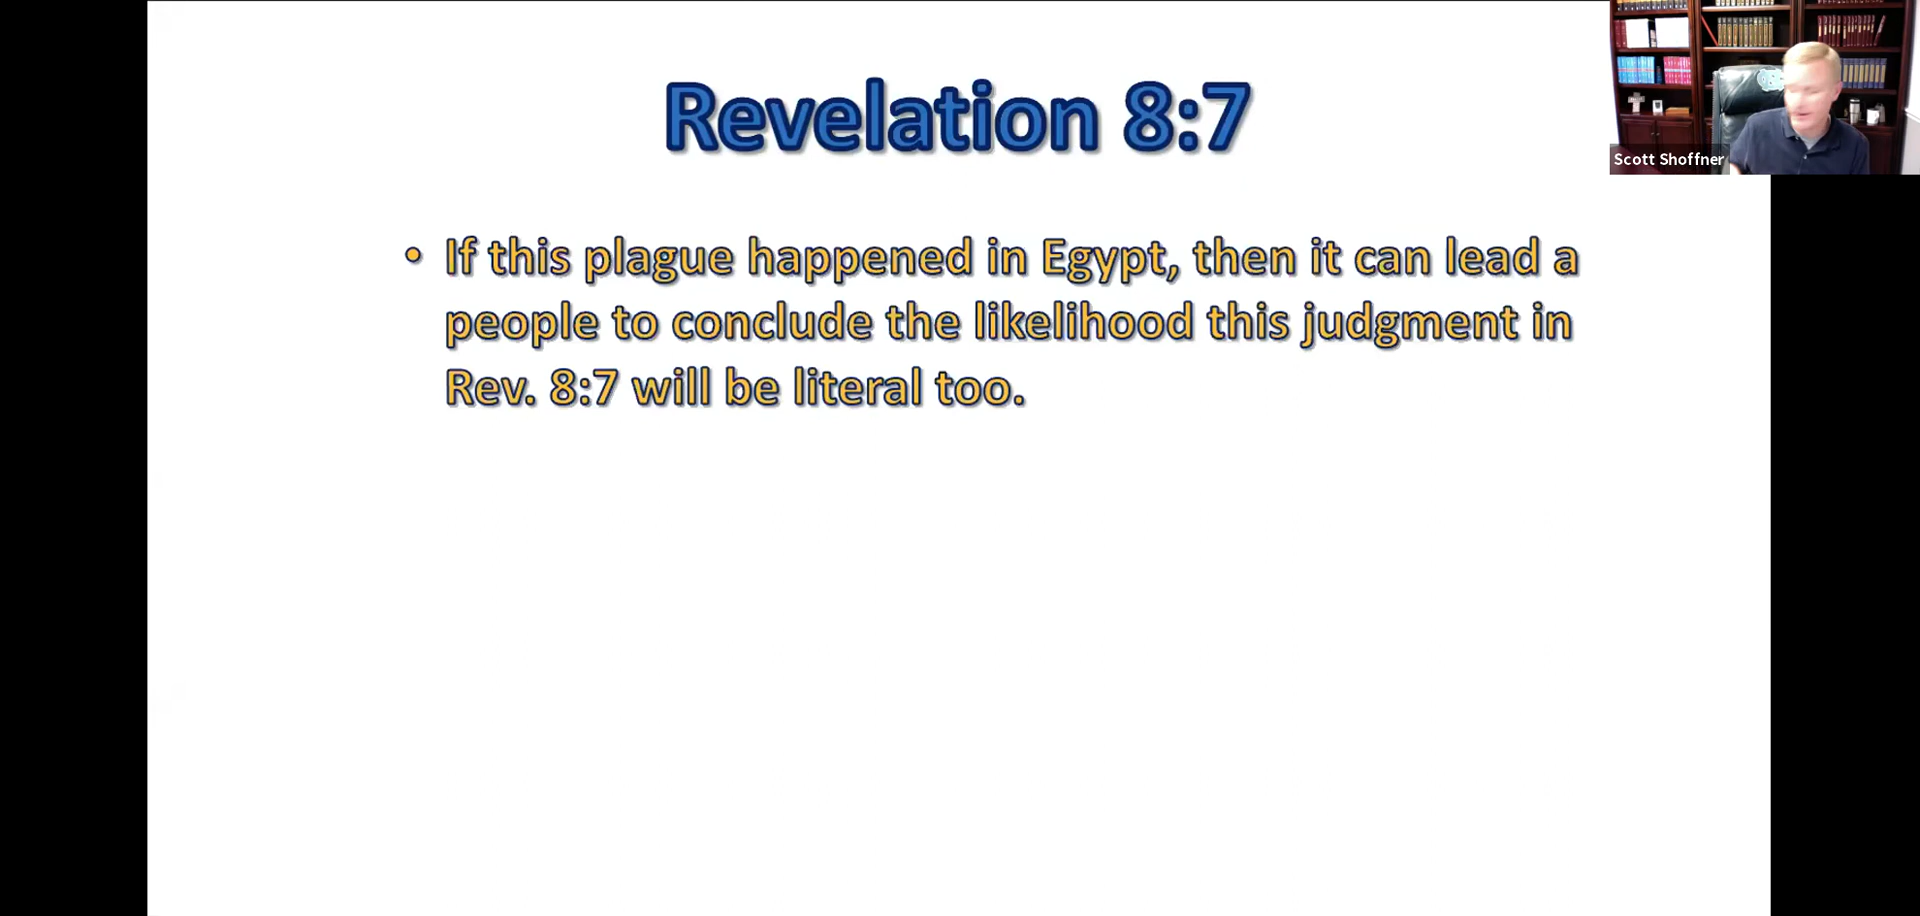 Revelation 8:7
Scott Shoffner
• If this plague happened in Egypt, then it can lead a
people to conclude the likelihood this judgment in
Rev. 8:7 will be literal too.